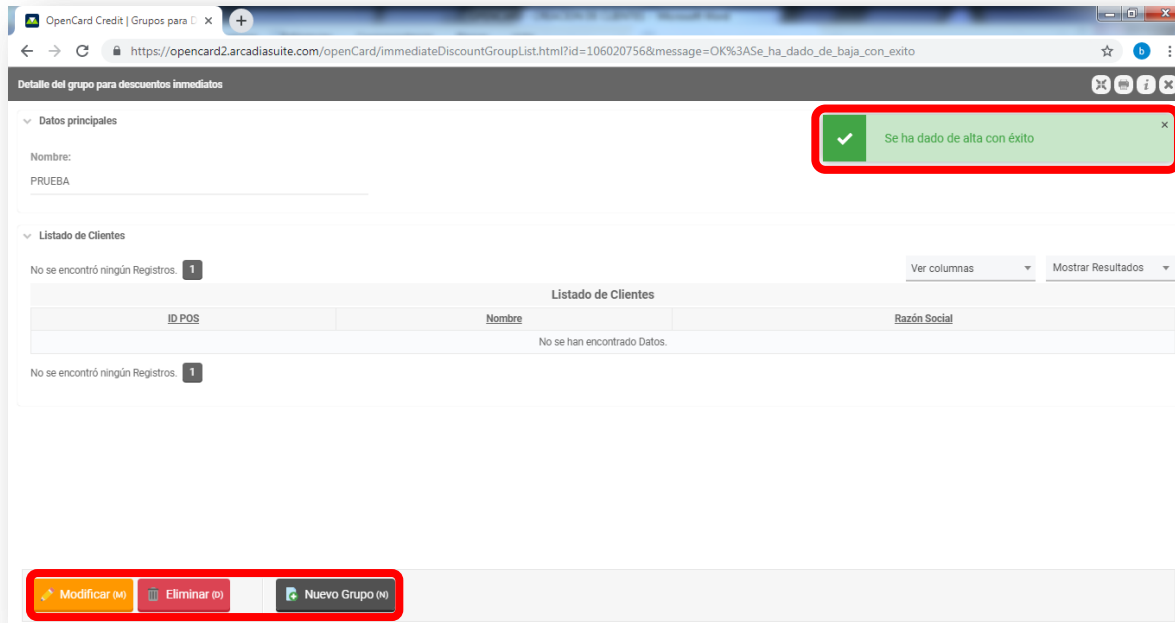 OpenCard Credit | Grupos para D
https://opencard2.arcadiasuite.com/openCard/immediateDiscountGroupList.html?id=106020756&message=OK%3ASe_ha_dado_de_baja_con_exito
b
Detalle del grupo para descuentos inmediatos
i
Datos principales
Se ha dado de alta con éxito
Nombre:
PRUEBA
Listado de Clientes
No se encontró ningún Registros. 1
Ver columnas
Mostrar Resultados
Listado de Clientes
ID POS Nombre Razón Social
No se han encontrado Datos.
No se encontró ningún Registros. 1
Modificar (M) Eliminar (D) Nuevo Grupo (N)